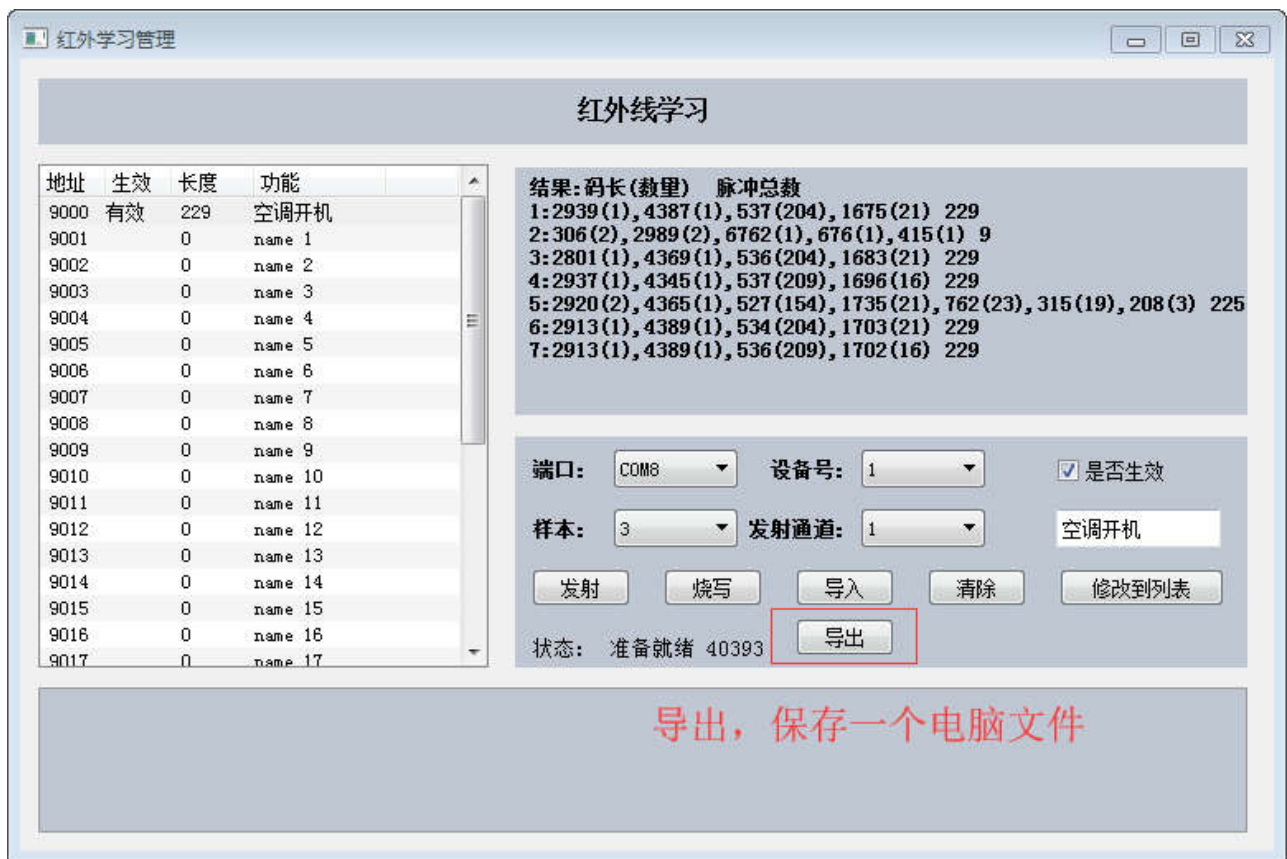 红外学习管理
红外线学习
地址 生效 长度 功能
9000 有效 229 空调开机
9001 0 name 1
9002 0 name 2
9003 0 name 3
9004 0 name 4
9005 0 name 5
9006 0 name 6
9007 0 name 7
9008 0 name 8
9009 0 name 9
9010 0 name 10
9011 0 name 11
9012 0 name 12
9013 0 name 13
9014 0 name 14
9015 0 name 15
9016 0 name 16
9017 0 name 17
结果:码长(数量) 脉冲总数
1:2939(1),4387(1),537(204),1675(21) 229
2:306(2),2989(2),6762(1),676(1),415(1) 9
3:2801(1),4369(1),536(204),1683(21) 229
4:2937(1),4345(1),537(209),1696(16) 229
5:2920(2),4365(1),527(154),1735(21),762(23),315(19),208(3) 225
6:2913(1),4389(1),534(204),1703(21) 229
7:2913(1),4389(1),536(209),1702(16) 229
端口: COM8 设备号: 1 是否生效
样本: 3 发射通道: 1 空调开机
发射 烧写 导入 清除 修改到列表
状态: 准备就绪 40393 导出
导出，保存一个电脑文件